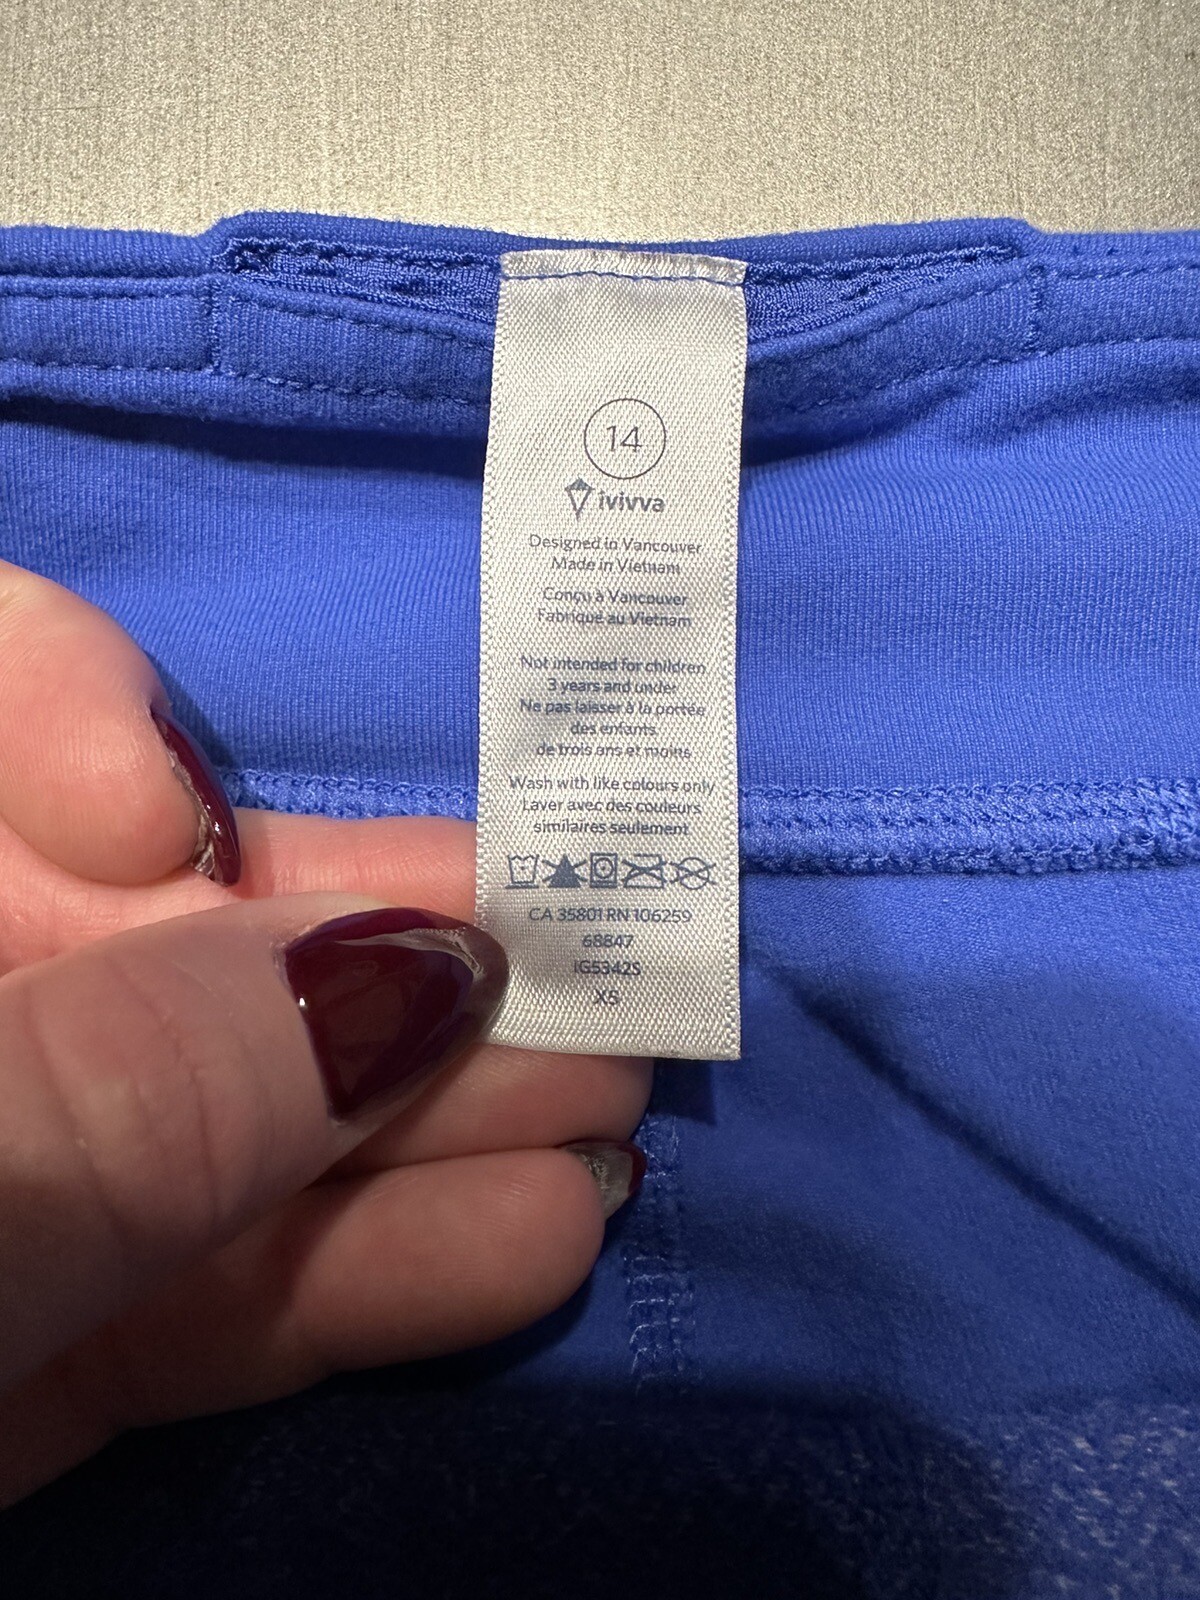 14
ivivva
Designed in Vancouver
Made in Vietnam
Conçu à Vancouver
Fabriqué au Vietnam
Not intended for children
3 years and under
Ne pas laisser à la portée
des enfants
de trois ans et moins
Wash with like colours only
Laver avec des couleurs
similaires seulement
CA 35801 RN 106259
68847
IG5342S
XS